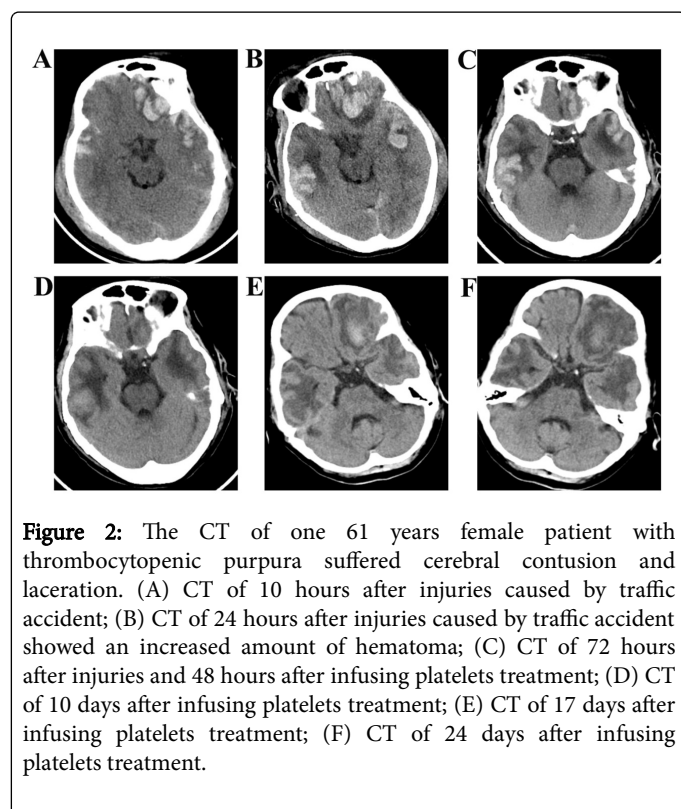 A
B
C
D
E
F
Figure 2: The CT of one 61 years female patient with
thrombocytopenic purpura suffered cerebral contusion and
laceration. (A) CT of 10 hours after injuries caused by traffic
accident; (B) CT of 24 hours after injuries caused by traffic accident
showed an increased amount of hematoma; (C) CT of 72 hours
after injuries and 48 hours after infusing platelets treatment; (D) CT
of 10 days after infusing platelets treatment; (E) CT of 17 days after
infusing platelets treatment; (F) CT of 24 days after infusing
platelets treatment.